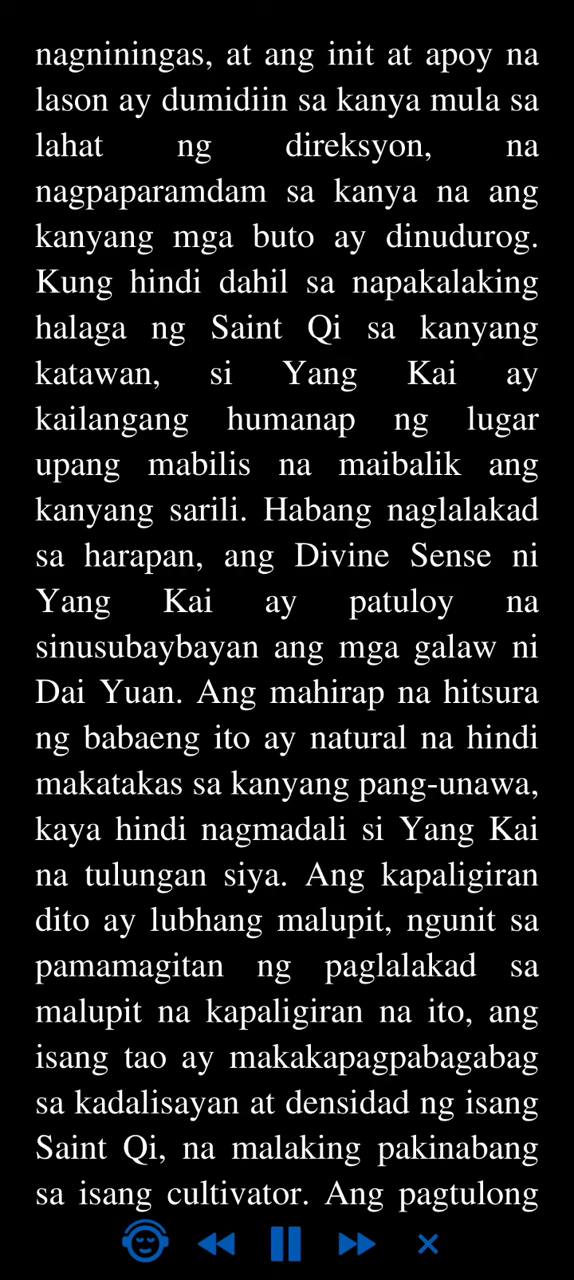 nagniningas, at ang init at apoy na
lason ay dumidiin sa kanya mula sa
lahat ng direksyon, na
nagpaparamdam sa kanya na ang
kanyang mga buto ay dinudurog.
Kung hindi dahil sa napakalaking
halaga ng Saint Qi sa kanyang
katawan, si Yang Kai ay
kailangang humanap ng lugar
upang mabilis na maibalik ang
kanyang sarili. Habang naglalakad
sa harapan, ang Divine Sense ni
Yang Kai ay patuloy na
sinusubaybayan ang mga galaw ni
Dai Yuan. Ang mahirap na hitsura
ng babaeng ito ay natural na hindi
makatakas sa kanyang pang-unawa,
kaya hindi nagmadali si Yang Kai
na tulungan siya. Ang kapaligiran
dito ay lubhang malupit, ngunit sa
pamamagitan ng paglalakad sa
malupit na kapaligiran na ito, ang
isang tao ay makakapagpabagabag
sa kadalisayan at densidad ng isang
Saint Qi, na malaking pakinabang
sa isang cultivator. Ang pagtulong